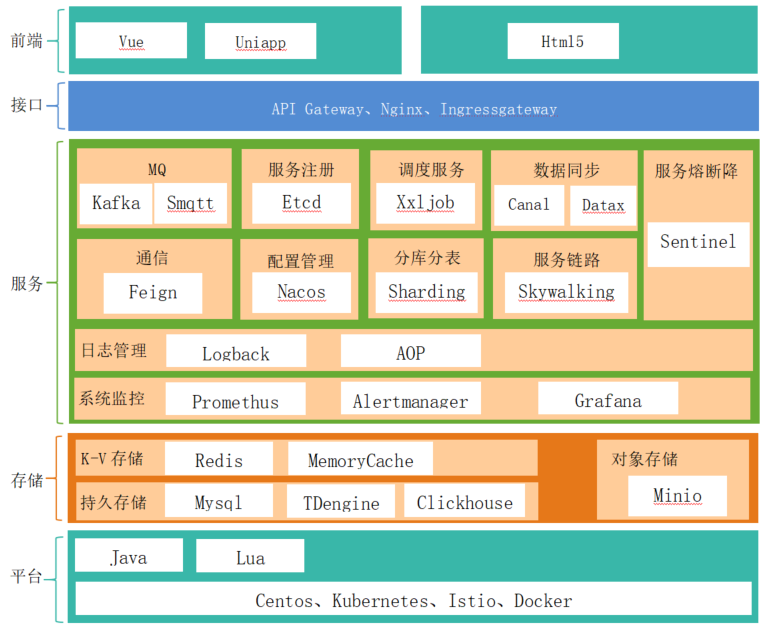 前端
Vue
Uniapp
Html5
接口
API Gateway、Nginx、Ingressgateway
服务
MQ
Kafka
Smqtt
服务注册
Etcd
调度服务
Xxljob
数据同步
Canal
Datax
服务熔断降
Sentinel
通信
Feign
配置管理
Nacos
分库分表
Sharding
服务链路
Skywalking
日志管理
Logback
AOP
系统监控
Promethus
Alertmanager
Grafana
存储
K-V 存储
Redis
MemoryCache
对象存储
Minio
持久存储
Mysql
TDengine
Clickhouse
平台
Java
Lua
Centos、Kubernetes、Istio、Docker